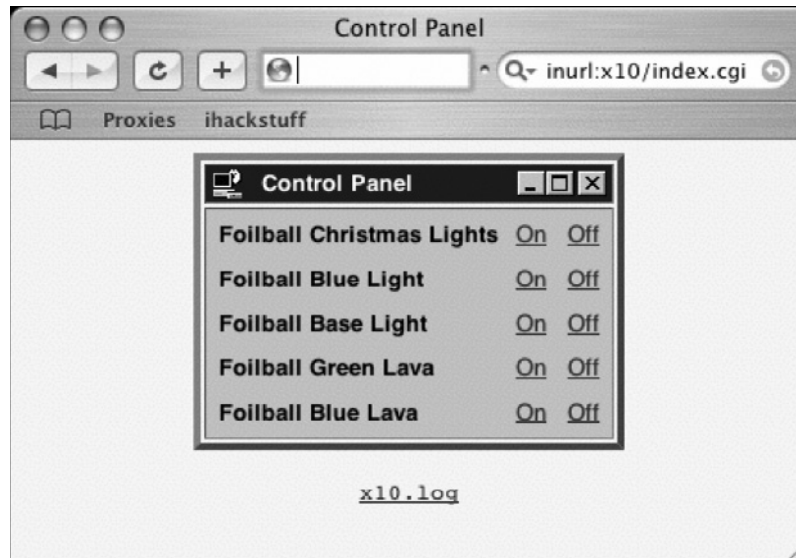 Control Panel
inurl:x10/index.cgi
Proxies ihackstuff
Control Panel
Foilball Christmas Lights On Off
Foilball Blue Light On Off
Foilball Base Light On Off
Foilball Green Lava On Off
Foilball Blue Lava On Off
x10.log